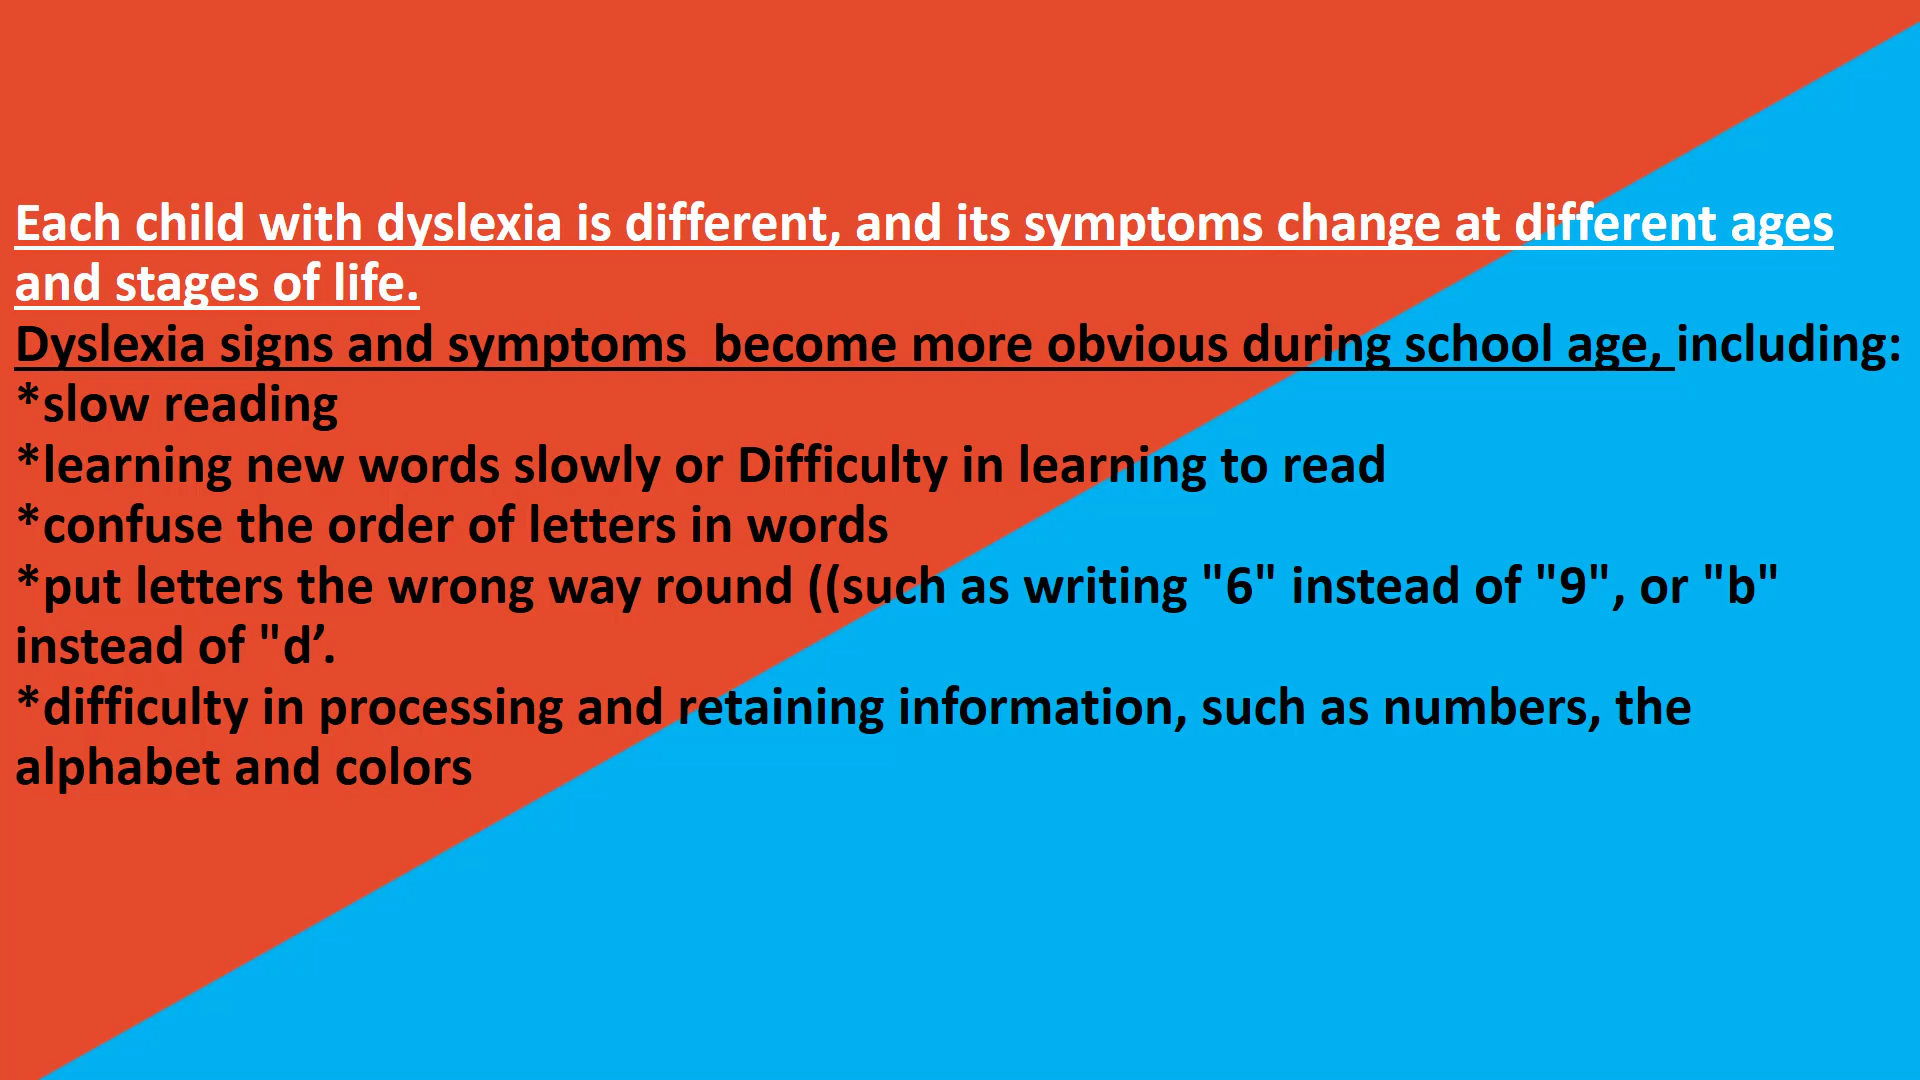 Each child with dyslexia is different, and its symptoms change at different ages
and stages of life.
Dyslexia signs and symptoms  become more obvious during school age, including:
*slow reading
*learning new words slowly or Difficulty in learning to read
*confuse the order of letters in words
*put letters the wrong way round ((such as writing "6" instead of "9", or "b"
instead of "d’.
*difficulty in processing and retaining information, such as numbers, the
alphabet and colors